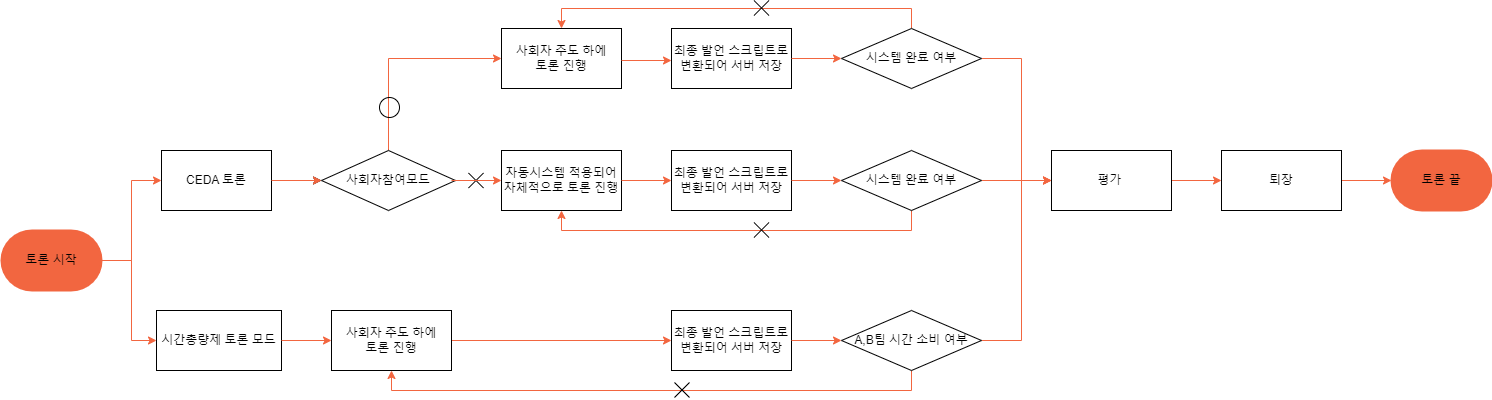 사회자 주도 하에
토론 진행
최종 발언 스크립트로
변환되어 서버 저장
시스템 완료 여부
CEDA 토론
사회자참여모드
자동시스템 적용되어
자체적으로 토론 진행
최종 발언 스크립트로
변환되어 서버 저장
시스템 완료 여부
평가
퇴장
토론 끝
토론 시작
시간총량제 토론 모드
사회자 주도 하에
토론 진행
최종 발언 스크립트로
변환되어 서버 저장
A,B팀 시간 소비 여부